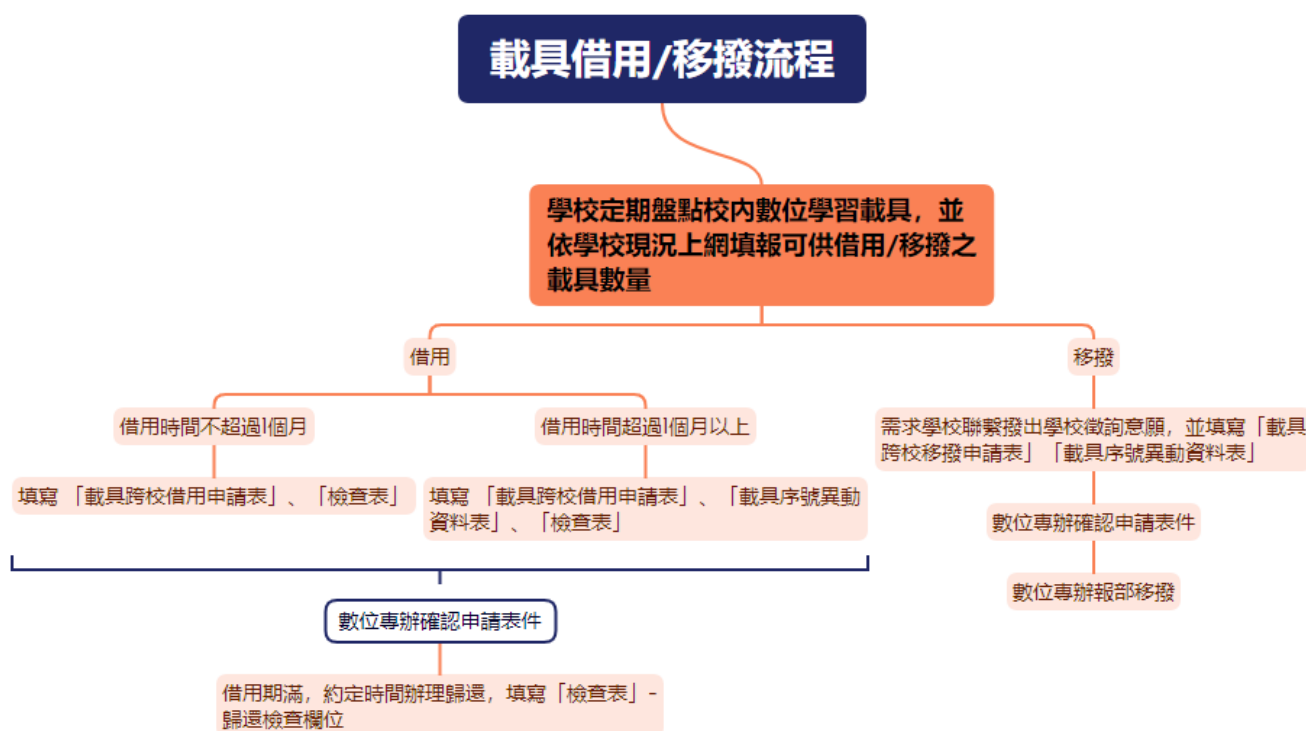 載具借用/移撥流程
學校定期盤點校內數位學習載具，並
依學校現況上網填報可供借用/移撥之
載具數量
借用
移撥
借用時間不超過1個月
借用時間超過1個月以上
需求學校聯繫撥出學校徵詢意願，並填寫「載具
跨校移撥申請表」「載具序號異動資料表」
填寫 「載具跨校借用申請表」、「檢查表」
填寫 「載具跨校借用申請表」、「載具序號異動
資料表」、「檢查表」
數位專辦確認申請表件
數位專辦報部移撥
數位專辦確認申請表件
借用期滿，約定時間辦理歸還，填寫「檢查表」-
歸還檢查欄位